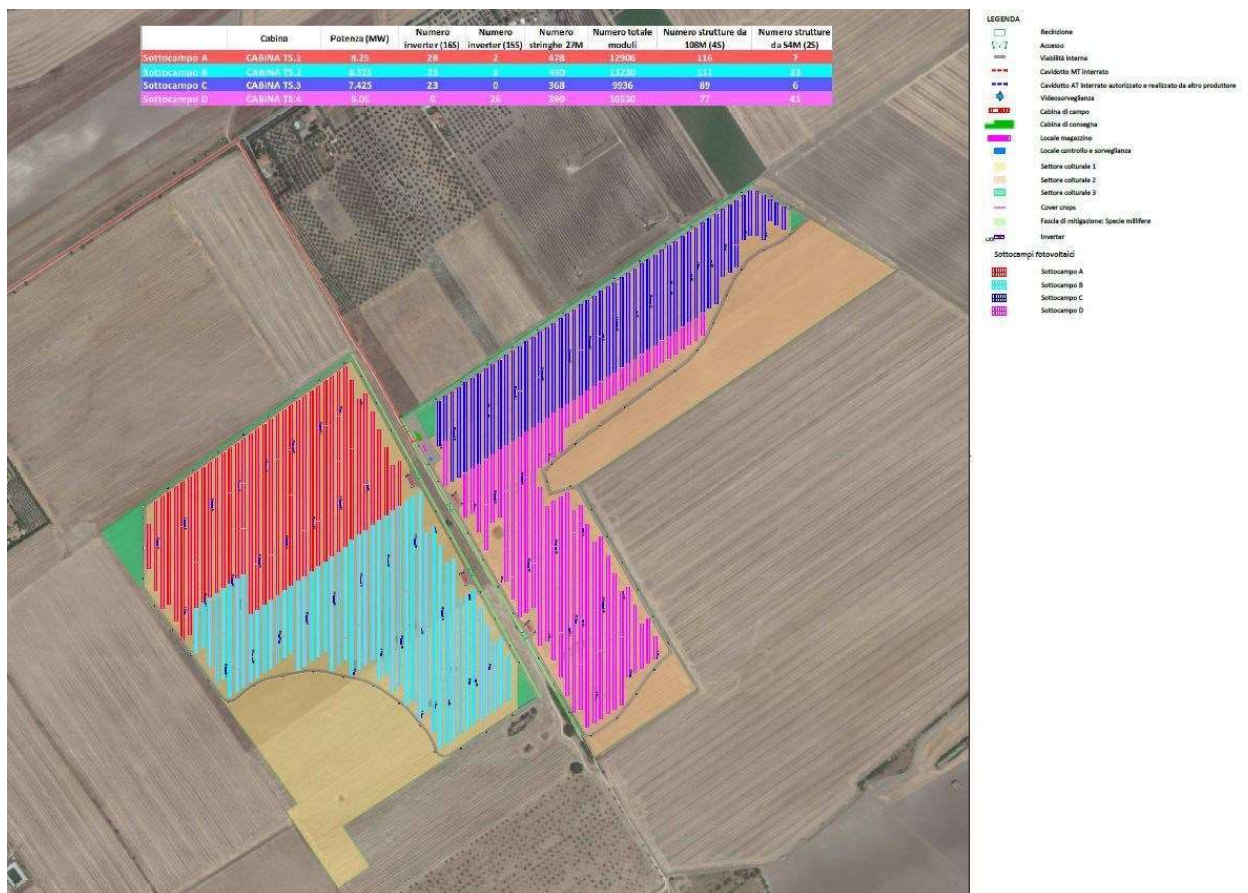 Cabina Potenza (MW) Numero inverter (16S) Numero inverter (15S) Numero stringhe 27M Numero totale moduli Numero strutture da 108M (4S) Numero strutture da 54M (2S)
Sottocampo A CABINA TS.1 8.25 28 2 478 12906 116 7
Sottocampo B CABINA TS.2 25 490 13230 111 23
Sottocampo C CABINA TS.3 7,425 23 0 368 9936 89 6
Sottocampo D CABINA TS.4 0 26 390 10530 77 41
LEGENDA
Recinzione
Accesso
Viabilità interna
Cavidotto MT interrato
Cavidotto AT interrato autorizzato e realizzato da altro produttore
Videosorveglianza
Cabina di campo
Cabina di consegna
Locale magazzino
Locale controllo e sorveglianza
Settore colturale 1
Settore colturale 2
Settore colturale 3
Cover crops
Fascia di mitigazione: Specie millifere
Inverter
Sottocampi fotovoltaici
Sottocampo A
Sottocampo B
Sottocampo C
Sottocampo D